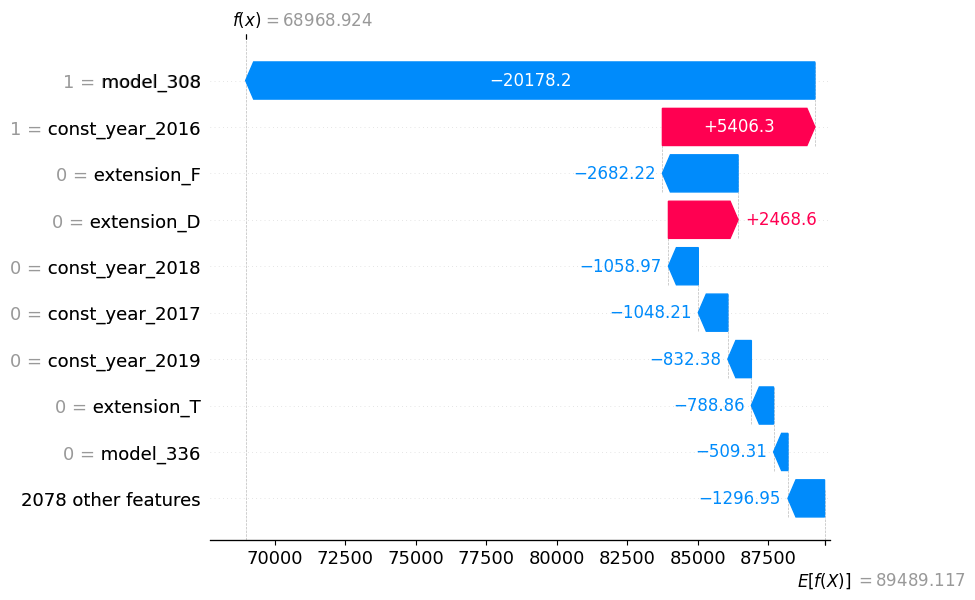 f(x) = 68968.924
1 = model_308
−20178.2
1 = const_year_2016
+5406.3
0 = extension_F
−2682.22
0 = extension_D
+2468.6
0 = const_year_2018
−1058.97
0 = const_year_2017
−1048.21
0 = const_year_2019
−832.38
0 = extension_T
−788.86
0 = model_336
−509.31
2078 other features
−1296.95
70000 72500 75000 77500 80000 82500 85000 87500
E[f(X)] = 89489.117